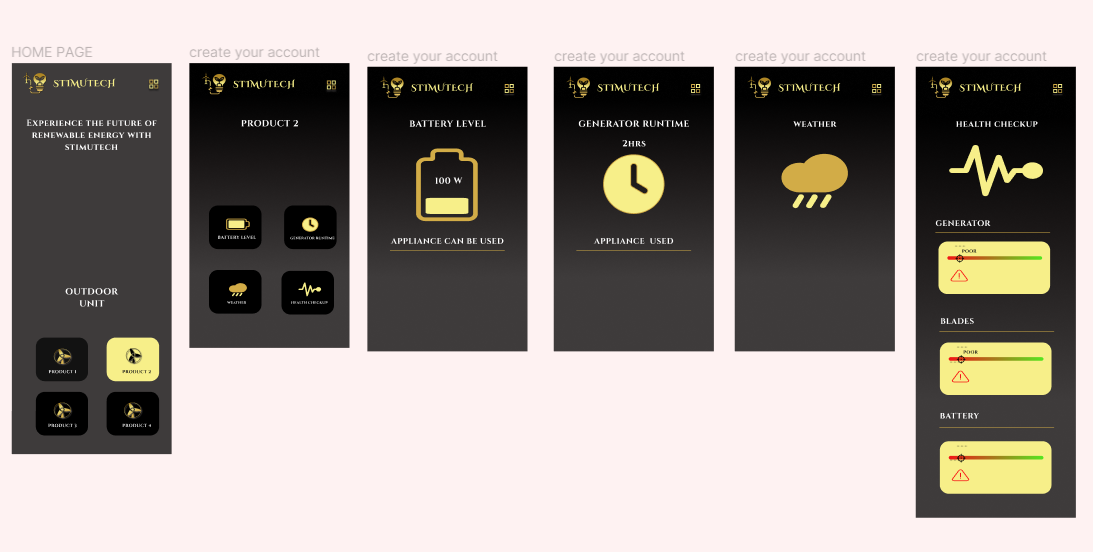 HOME PAGE
STIMUTECH
EXPERIENCE THE FUTURE OF
RENEWABLE ENERGY WITH
STIMUTECH
OUTDOOR
UNIT
PRODUCT 1
PRODUCT 2
PRODUCT 3
PRODUCT 4
create your account
STIMUTECH
PRODUCT 2
BATTERY LEVEL
GENERATOR RUNTIME
WEATHER
HEALTH CHECKUP
create your account
STIMUTECH
BATTERY LEVEL
100 W
APPLIANCE CAN BE USED
create your account
STIMUTECH
GENERATOR RUNTIME
2HRS
APPLIANCE USED
create your account
STIMUTECH
WEATHER
create your account
STIMUTECH
HEALTH CHECKUP
GENERATOR
POOR
BLADES
POOR
BATTERY